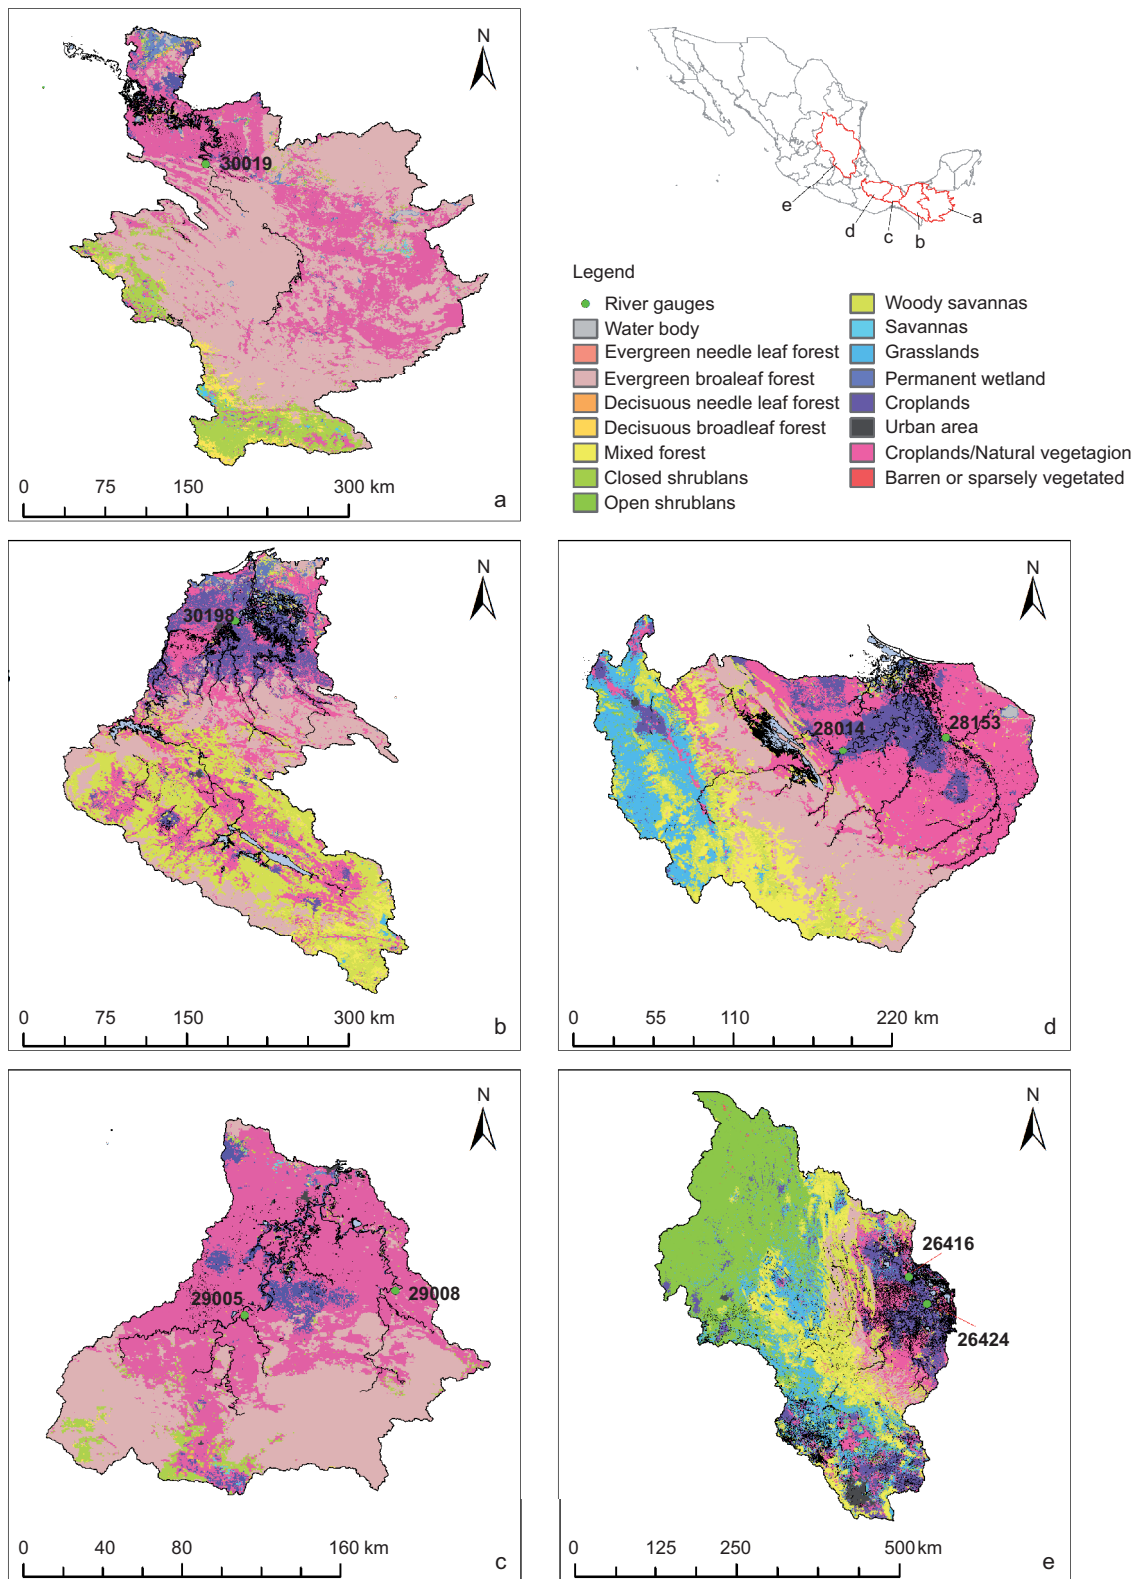 N
30019
0 75 150 300 km
a
e
d
c
b
a
Legend
River gauges
Water body
Evergreen needle leaf forest
Evergreen broaleaf forest
Decisuous needle leaf forest
Decisuous broadleaf forest
Mixed forest
Closed shrublans
Open shrublans
Woody savannas
Savannas
Grasslands
Permanent wetland
Croplands
Urban area
Croplands/Natural vegetagion
Barren or sparsely vegetated
N
30198
0 75 150 300 km
b
N
28014
28153
0 55 110 220 km
d
N
29005
29008
0 40 80 160 km
c
N
26416
26424
0 125 250 500 km
e